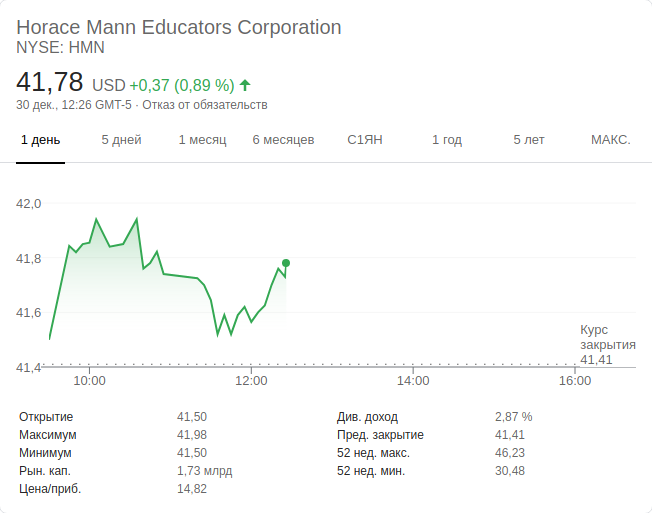 Horace Mann Educators Corporation
NYSE: HMN
41,78 USD +0,37 (0,89 %)
30 дек., 12:26 GMT-5 · Отказ от обязательств
1 день 5 дней 1 месяц 6 месяцев С1ЯН 1 год 5 лет МАКС.
42,0
41,8
41,6
41,4
Курс
закрытия
41,41
10:00 12:00 14:00 16:00
Открытие 41,50 Див. доход 2,87 %
Максимум 41,98 Пред. закрытие 41,41
Минимум 41,50 52 нед. макс. 46,23
Рын. кап. 1,73 млрд 52 нед. мин. 30,48
Цена/приб. 14,82